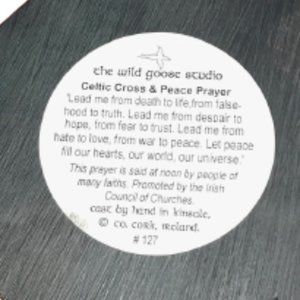 the wild goose studio
Celtic Cross & Peace Prayer
'Lead me from death to life,from false-
hood to truth. Lead me from despair to
hope, from fear to trust. Lead me from
hate to love, from war to peace. Let peace
fill our hearts, our world, our universe.'
This prayer is said at noon by people of
many faiths. Promoted by the Irish
Council of Churches.
cast by hand in kinsale,
© co. cork, ireland.
# 127